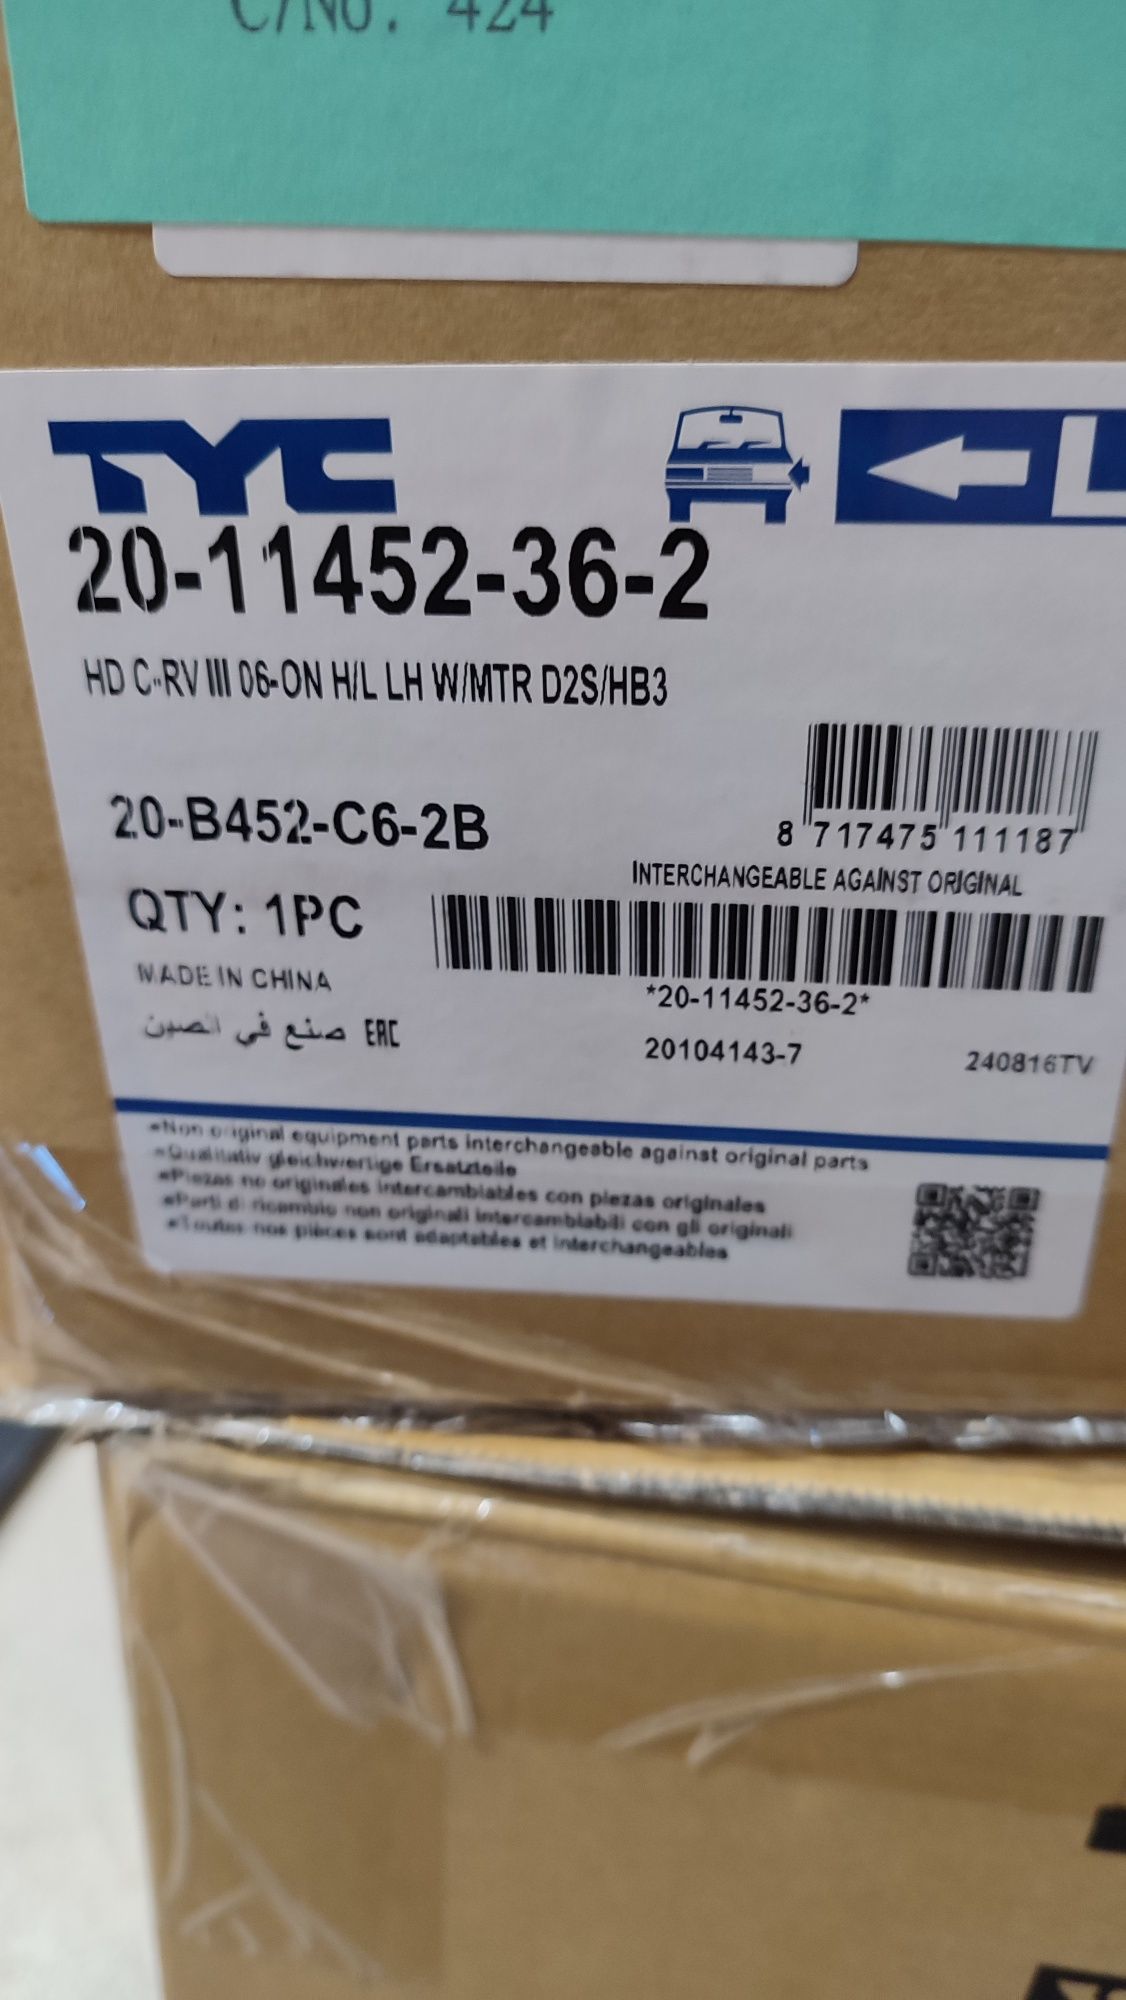 C/No. 424
TYC
L
20-11452-36-2
HD C-RV III 06-ON H/L LH W/MTR D2S/HB3
20-B452-C6-2B
8 717475 111187
INTERCHANGEABLE AGAINST ORIGINAL
QTY: 1PC
MADE IN CHINA
*20-11452-36-2*
صنع في الصين EAC
20104143-7
240816TV
*Non original equipment parts interchangeable against original parts
*Qualitativ gleichwertige Ersatzteile
*Piezas no originales intercambiables con piezas originales
*Parti di ricambio non originali intercambiabili con gli originali
*Toutes nos pièces sont adaptables et interchangeables